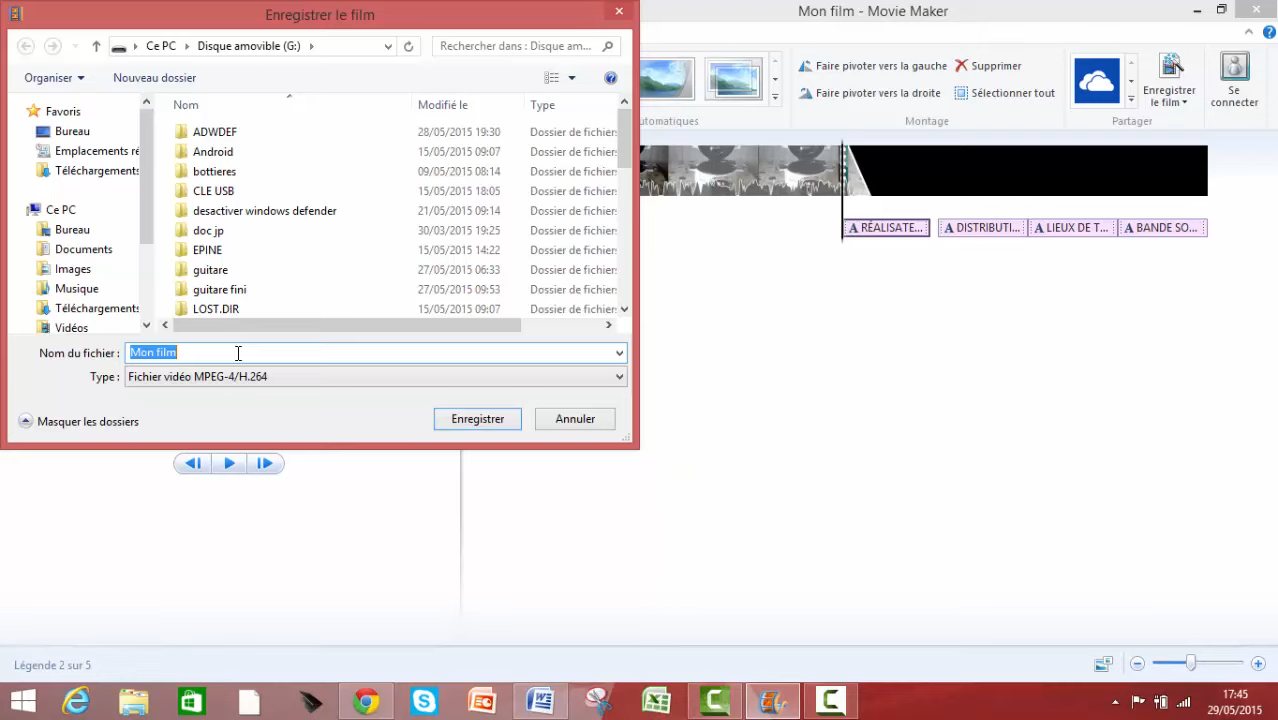 Enregistrer le film
Mon film - Movie Maker
Ce PC
Disque amovible (G:)
Rechercher dans : Disque am...
Organiser
Nouveau dossier
Faire pivoter vers la gauche
Supprimer
Faire pivoter vers la droite
Sélectionner tout
Enregistrer
le film
Se
connecter
utomatiques
Montage
Partager
Nom
Modifié le
Type
Favoris
Bureau
Emplacements ré
Téléchargements
Ce PC
Bureau
Documents
Images
Musique
Téléchargements
Vidéos
ADWDEF 28/05/2015 19:30 Dossier de fichiers
Android 15/05/2015 09:07 Dossier de fichiers
bottieres 09/05/2015 08:14 Dossier de fichiers
CLE USB 15/05/2015 18:05 Dossier de fichiers
desactiver windows defender 21/05/2015 09:14 Dossier de fichiers
doc jp 30/03/2015 19:25 Dossier de fichiers
EPINE 15/05/2015 14:22 Dossier de fichiers
guitare 27/05/2015 06:33 Dossier de fichiers
guitare fini 27/05/2015 09:53 Dossier de fichiers
LOST.DIR 15/05/2015 09:07 Dossier de fichiers
A RÉALISATE...
A DISTRIBUTI...
A LIEUX DE T...
A BANDE SO...
Nom du fichier : Mon film
Type : Fichier vidéo MPEG-4/H.264
Masquer les dossiers
Enregistrer
Annuler
Légende 2 sur 5
17:45
29/05/2015